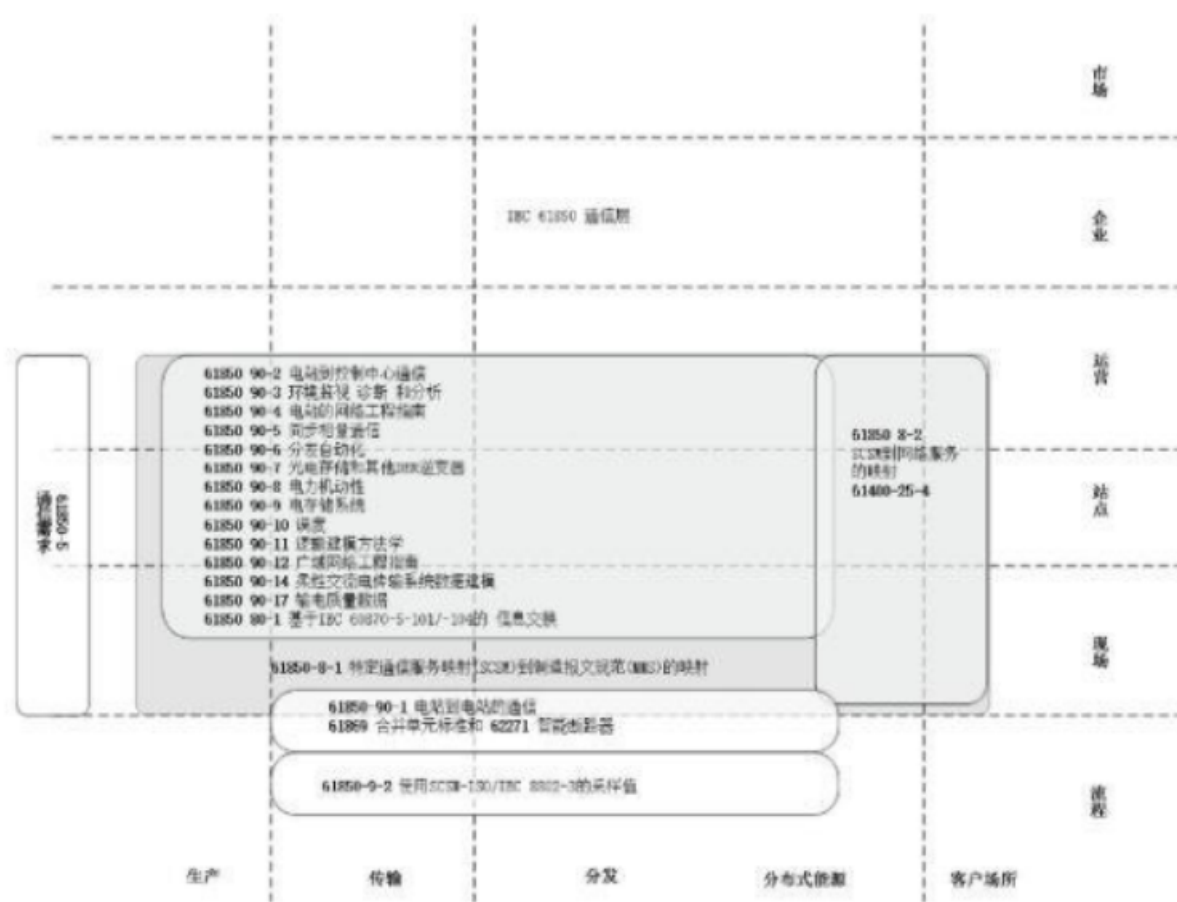 市场
IEC 61850 通信层
企业
运营
61850 90-2 电站到控制中心通信
61850 90-3 环境监视 诊断 和分析
61850 90-4 电站的网络工程指南
61850 90-5 同步相量通信
61850 90-6 分发自动化
61850 90-7 光电存储和其他DER逆变器
61850 90-8 电力机动性
61850 90-9 电存储系统
61850 90-10 误度
61850 90-11 逻辑建模方法学
61850 90-12 广域网络工程指南
61850 90-14 柔性交流电传输系统数据建模
61850 90-17 输电质量数据
61850 80-1 基于IEC 60870-5-101/-104的 信息交换
61850 8-2
SCSM到网络服务
的映射
61400-25-4
61850-5
通信需求
站点
现场
61850-8-1 特定通信服务映射(SCSM)到制造报文规范(MMS)的映射
61850-90-1 电站到电站的通信
61869 合并单元标准和 62271 智能断路器
61850-9-2 使用SCSM-ISO/IEC 8802-3的采样值
流程
生产
传输
分发
分布式能源
客户场所